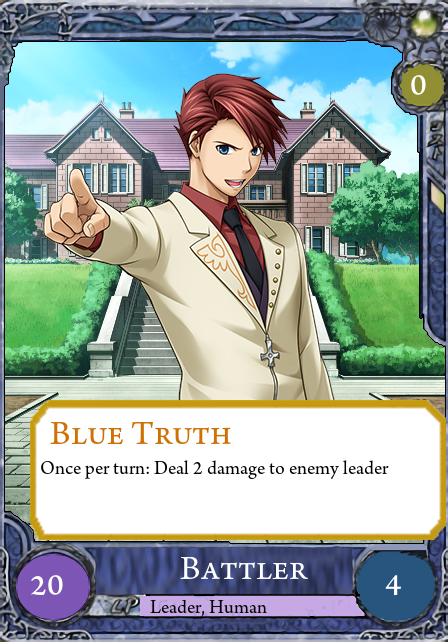 0
Blue Truth
Once per turn: Deal 2 damage to enemy leader
Battler
20
LP
Leader, Human
4